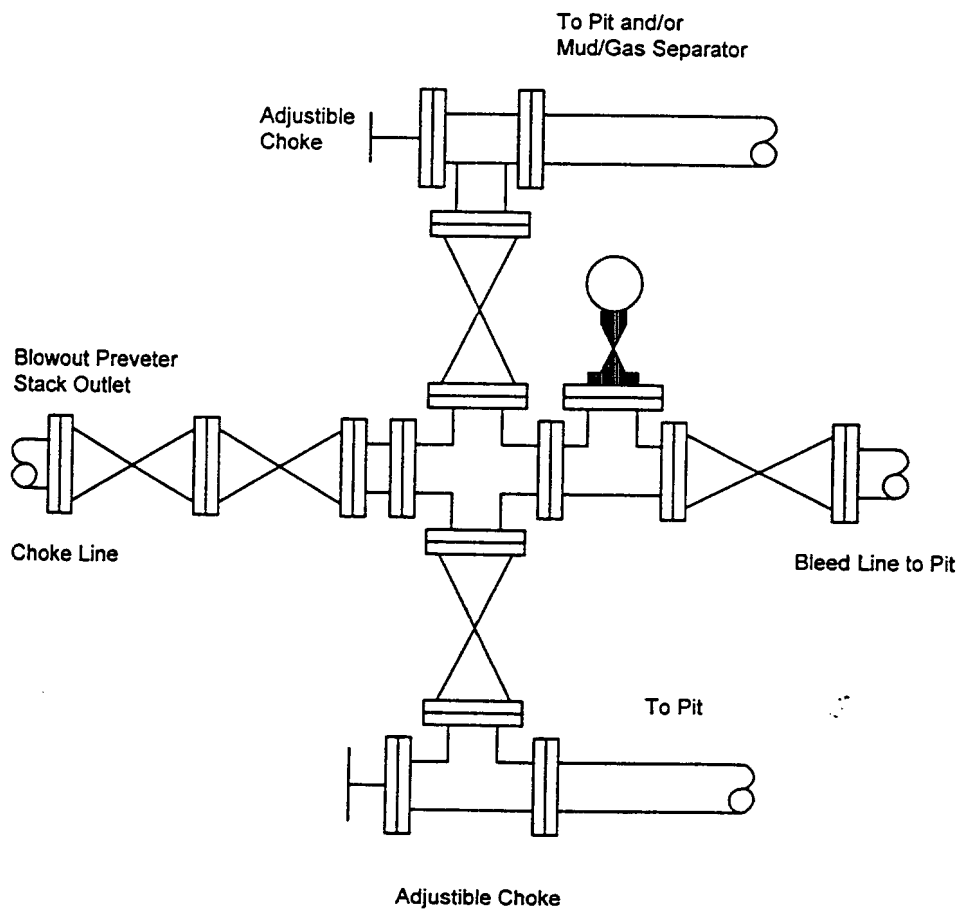 To Pit and/or
Mud/Gas Separator
Adjustible
Choke
Blowout Preveter
Stack Outlet
Choke Line
Bleed Line to Pit
To Pit
Adjustible Choke